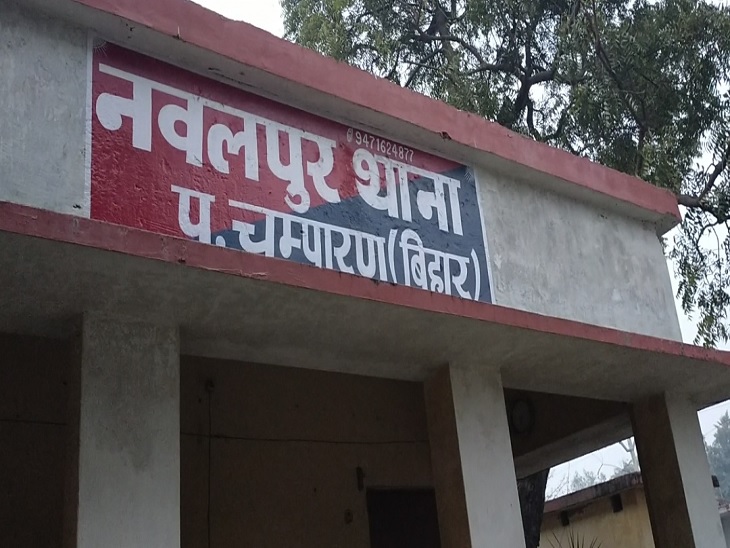 9471624877
नवलपुर थाना
प. चम्पारण (बिहार)